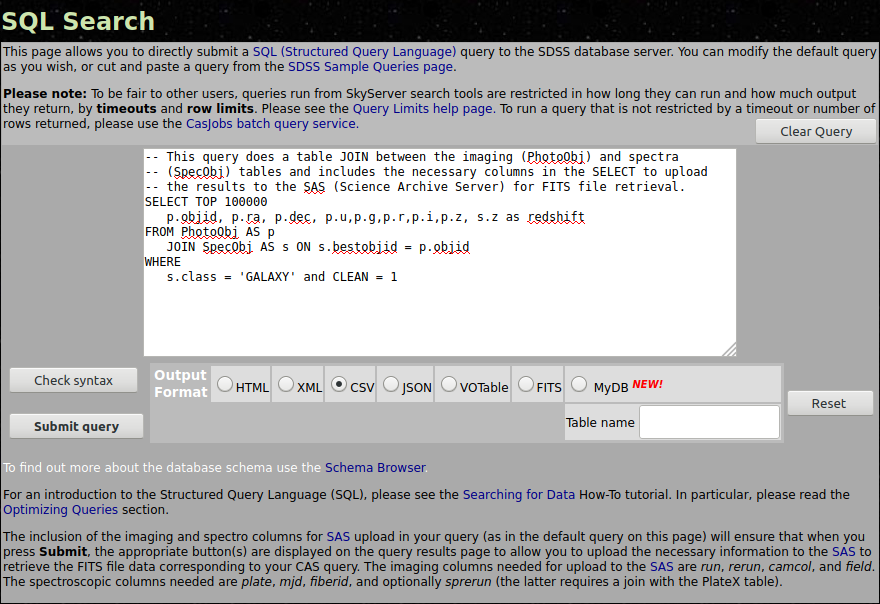 SQL Search
This page allows you to directly submit a SQL (Structured Query Language) query to the SDSS database server. You can modify the default query
as you wish, or cut and paste a query from the SDSS Sample Queries page.
Please note: To be fair to other users, queries run from SkyServer search tools are restricted in how long they can run and how much output
they return, by timeouts and row limits. Please see the Query Limits help page. To run a query that is not restricted by a timeout or number of
rows returned, please use the CasJobs batch query service.
Clear Query
-- This query does a table JOIN between the imaging (PhotoObj) and spectra
-- (SpecObj) tables and includes the necessary columns in the SELECT to upload
-- the results to the SAS (Science Archive Server) for FITS file retrieval.
SELECT TOP 100000
p.objid, p.ra, p.dec, p.u,p.g,p.r,p.i,p.z, s.z as redshift
FROM PhotoObj AS p
JOIN SpecObj AS s ON s.bestobjid = p.objid
WHERE
s.class = 'GALAXY' and CLEAN = 1
Check syntax
Submit query
Output
Format
HTML XML CSV JSON VOTable FITS MyDB NEW!
Table name
Reset
To find out more about the database schema use the Schema Browser.
For an introduction to the Structured Query Language (SQL), please see the Searching for Data How-To tutorial. In particular, please read the
Optimizing Queries section.
The inclusion of the imaging and spectro columns for SAS upload in your query (as in the default query on this page) will ensure that when you
press Submit, the appropriate button(s) are displayed on the query results page to allow you to upload the necessary information to the SAS to
retrieve the FITS file data corresponding to your CAS query. The imaging columns needed for upload to the SAS are run, rerun, camcol, and field.
The spectroscopic columns needed are plate, mjd, fiberid, and optionally sprerun (the latter requires a join with the PlateX table).